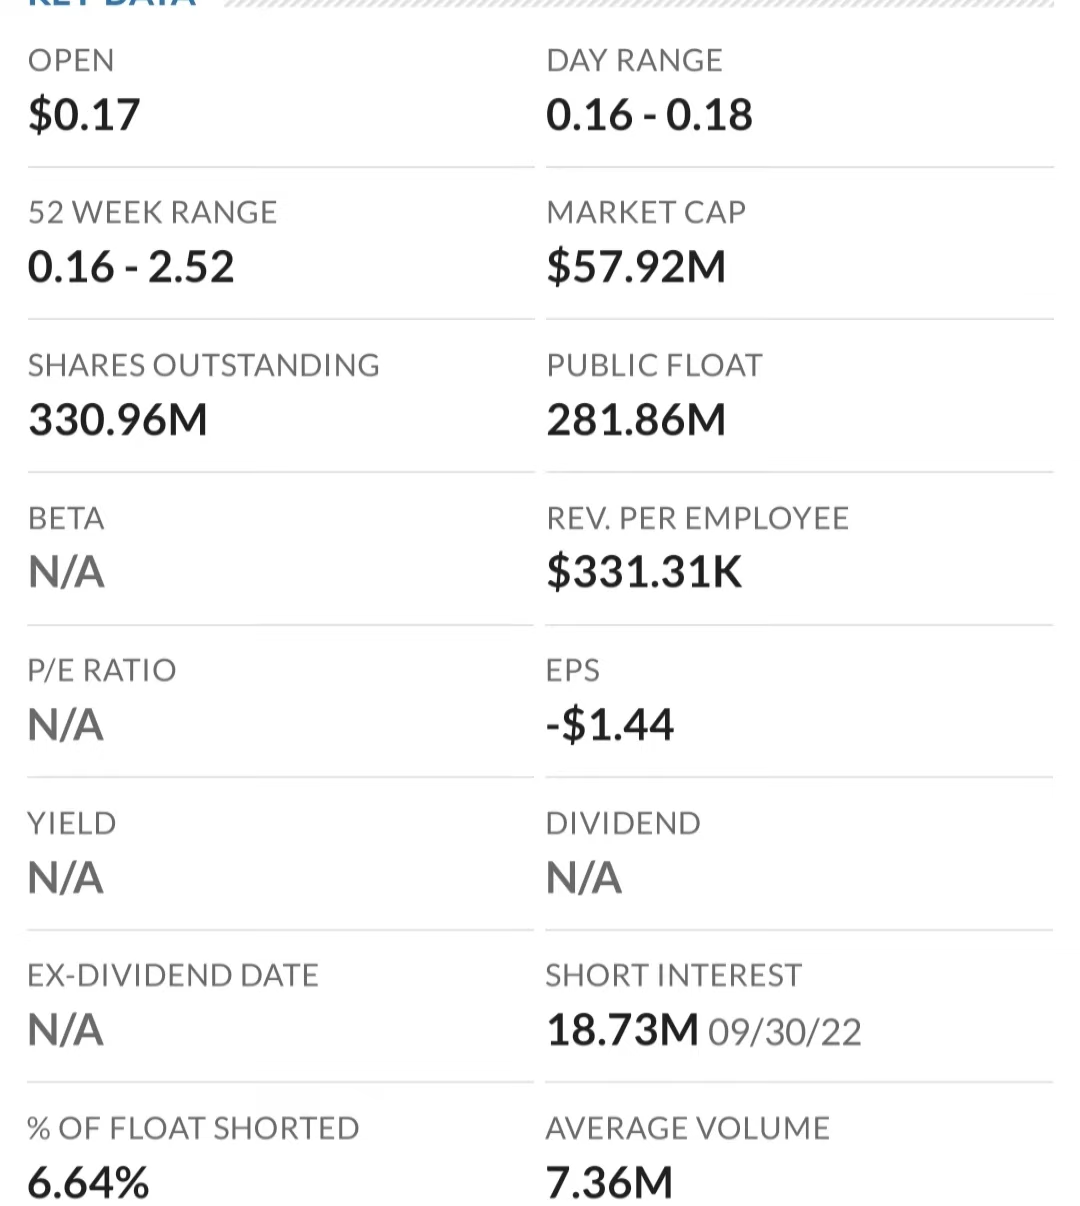 KEY DATA
OPEN
$0.17
DAY RANGE
0.16 - 0.18
52 WEEK RANGE
0.16 - 2.52
MARKET CAP
$57.92M
SHARES OUTSTANDING
330.96M
PUBLIC FLOAT
281.86M
BETA
N/A
REV. PER EMPLOYEE
$331.31K
P/E RATIO
N/A
EPS
-$1.44
YIELD
N/A
DIVIDEND
N/A
EX-DIVIDEND DATE
N/A
SHORT INTEREST
18.73M 09/30/22
% OF FLOAT SHORTED
6.64%
AVERAGE VOLUME
7.36M